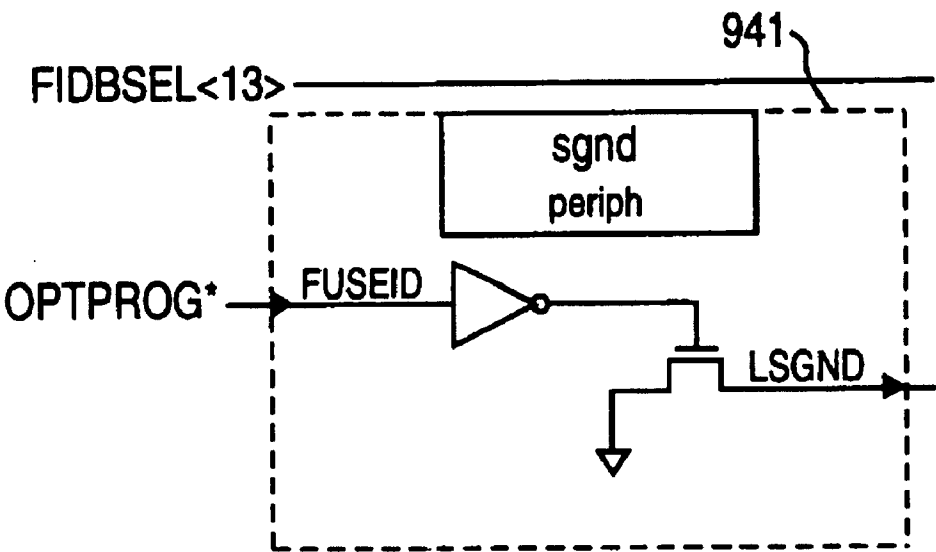 941
FIDBSEL<13>
sgnd
periph
OPTPROG*
FUSEID
LSGND